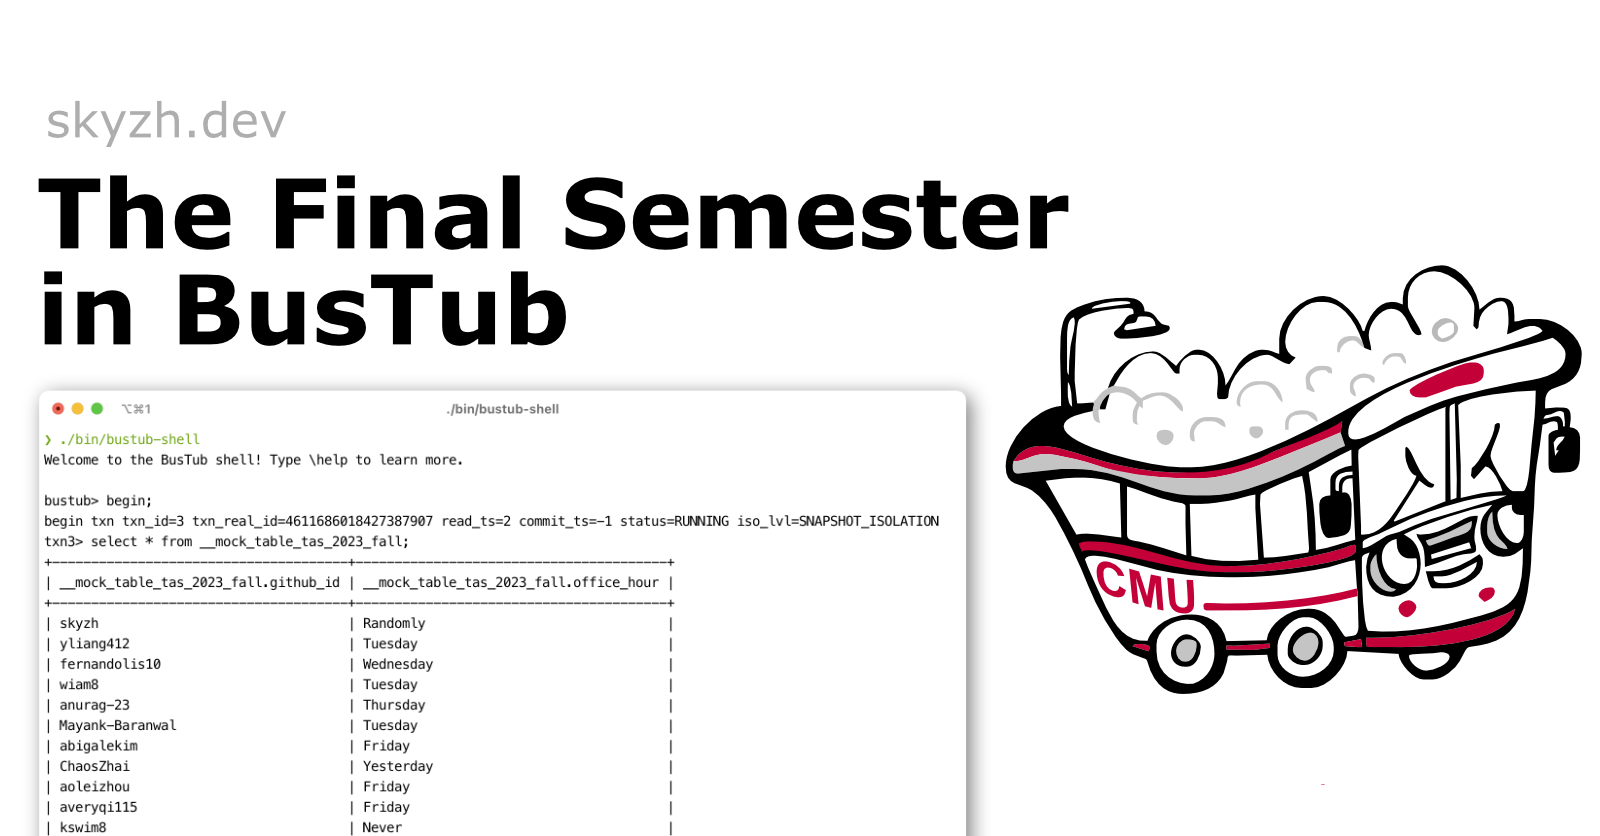 skyzh.dev
The Final Semester
in BusTub
⌥⌘1 ./bin/bustub-shell
❯ ./bin/bustub-shell
Welcome to the BusTub shell! Type \help to learn more.
bustub> begin;
begin txn txn_id=3 txn_real_id=4611686018427387907 read_ts=2 commit_ts=-1 status=RUNNING iso_lvl=SNAPSHOT_ISOLATION
txn3> select * from __mock_table_tas_2023_fall;
+--------------------------------------+----------------------------------------+
| __mock_table_tas_2023_fall.github_id | __mock_table_tas_2023_fall.office_hour |
+--------------------------------------+----------------------------------------+
| skyzh | Randomly |
| yliang412 | Tuesday |
| fernandolis10 | Wednesday |
| wiam8 | Tuesday |
| anurag-23 | Thursday |
| Mayank-Baranwal | Tuesday |
| abigalekim | Friday |
| ChaosZhai | Yesterday |
| aoleizhou | Friday |
| averyqi115 | Friday |
| kswim8 | Never
CMU